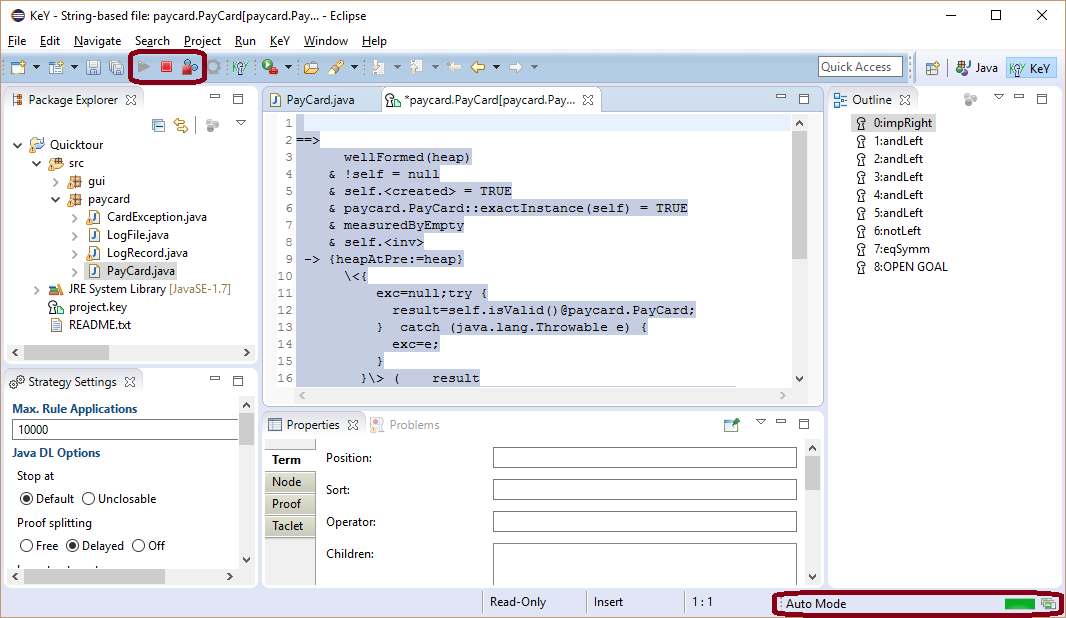 KeY - String-based file: paycard.PayCard[paycard.Pay... - Eclipse
File Edit Navigate Search Project Run KeY Window Help
Quick Access
Java
KeY
Package Explorer
Quicktour
src
gui
paycard
CardException.java
LogFile.java
LogRecord.java
PayCard.java
JRE System Library [JavaSE-1.7]
project.key
README.txt
Strategy Settings
Max. Rule Applications
10000
Java DL Options
Stop at
Default Unclosable
Proof splitting
Free Delayed Off
PayCard.java
*paycard.PayCard[paycard.Pay...
1
2 ==>
3 wellFormed(heap)
4 & !self = null
5 & self.<created> = TRUE
6 & paycard.PayCard::exactInstance(self) = TRUE
7 & measuredByEmpty
8 & self.<inv>
9 -> {heapAtPre:=heap}
10 \<{
11 exc=null;try {
12 result=self.isValid()@paycard.PayCard;
13 } catch (java.lang.Throwable e) {
14 exc=e;
15 }
16 }\> ( result
Properties
Problems
Term
Node
Proof
Taclet
Position:
Sort:
Operator:
Children:
Outline
0:impRight
1:andLeft
2:andLeft
3:andLeft
4:andLeft
5:andLeft
6:notLeft
7:eqSymm
8:OPEN GOAL
Read-Only
Insert
1 : 1
Auto Mode